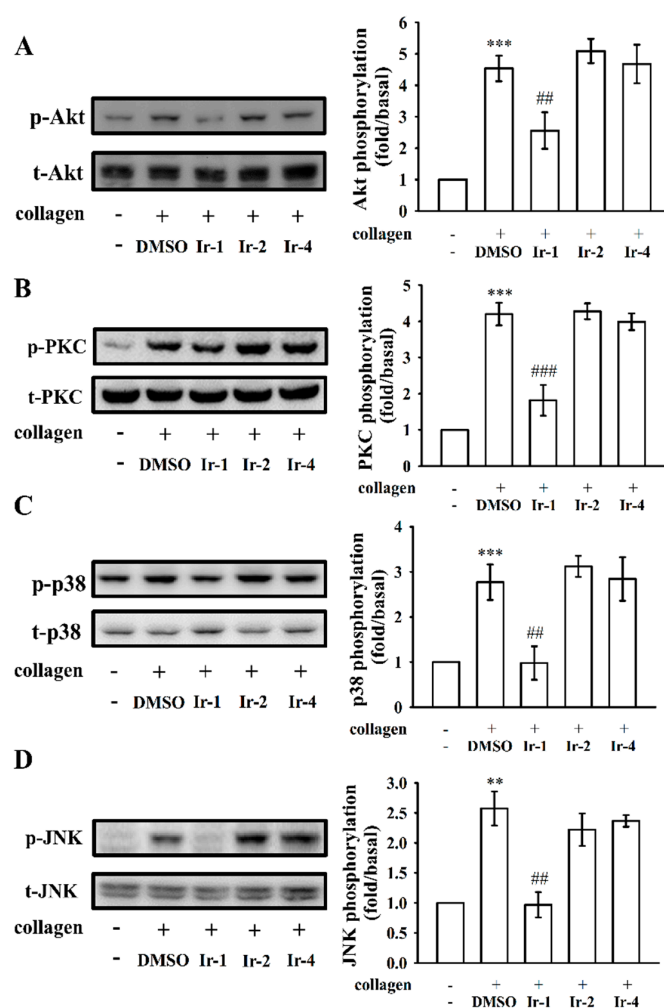 A
p-Akt
t-Akt
collagen - + + + +
- DMSO Ir-1 Ir-2 Ir-4
Akt phosphorylation
(fold/basal)
6
5
4
3
2
1
0
***
##
collagen - + + + +
- DMSO Ir-1 Ir-2 Ir-4
B
p-PKC
t-PKC
collagen - + + + +
- DMSO Ir-1 Ir-2 Ir-4
PKC phosphorylation
(fold/basal)
5
4
3
2
1
0
***
###
collagen - + + + +
- DMSO Ir-1 Ir-2 Ir-4
C
p-p38
t-p38
collagen - + + + +
- DMSO Ir-1 Ir-2 Ir-4
p38 phosphorylation
(fold/basal)
4
3
2
1
0
***
##
collagen - + + + +
- DMSO Ir-1 Ir-2 Ir-4
D
p-JNK
t-JNK
collagen - + + + +
- DMSO Ir-1 Ir-2 Ir-4
JNK phosphorylation
(fold/basal)
3.0
2.5
2.0
1.5
1.0
0.5
0.0
**
##
collagen - + + + +
- DMSO Ir-1 Ir-2 Ir-4